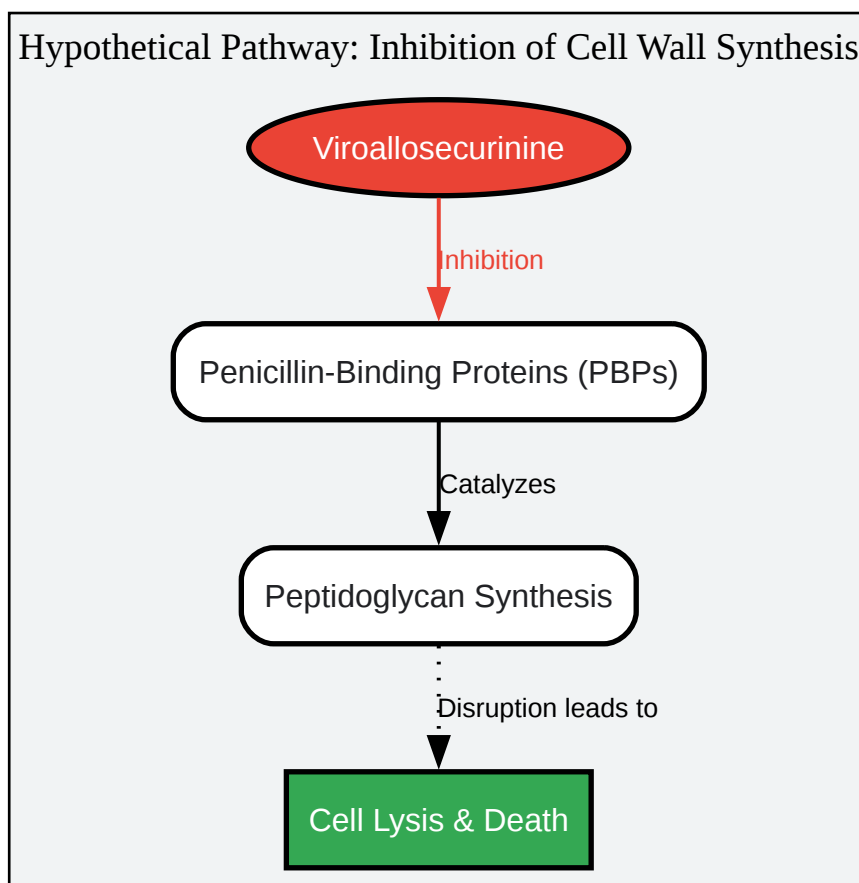 Hypothetical Pathway: Inhibition of Cell Wall Synthesis
Viroallosecurinine
Inhibition
Penicillin-Binding Proteins (PBPs)
Catalyzes
Peptidoglycan Synthesis
Disruption leads to
Cell Lysis & Death